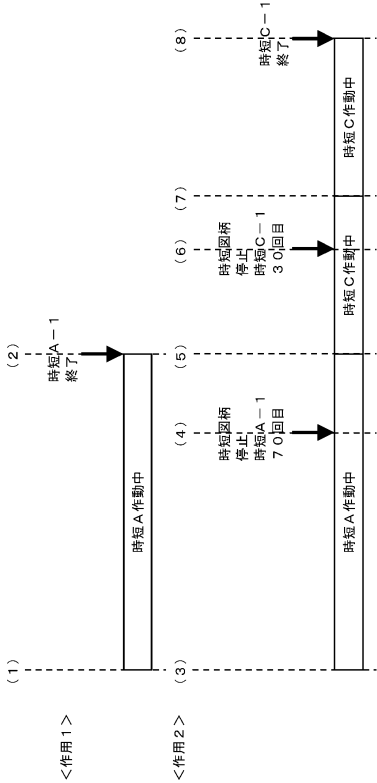 <作用1>
(1)
(2)
時短A-1
終了
時短A作動中
<作用2>
(3)
(4)
(5)
(6)
(7)
(8)
時短図柄
停止
時短A-1
70回目
時短図柄
停止
時短C-1
30回目
時短C-1
終了
時短A作動中
時短C作動中
時短C作動中